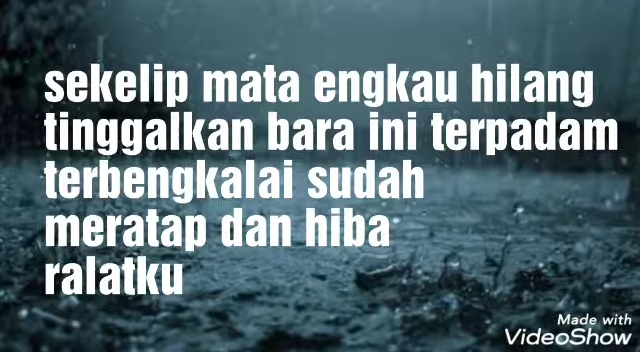 sekelip mata engkau hilang
tinggalkan bara ini terpadam
terbengkalai sudah
meratap dan hiba
ralatku
Made with
VideoShow